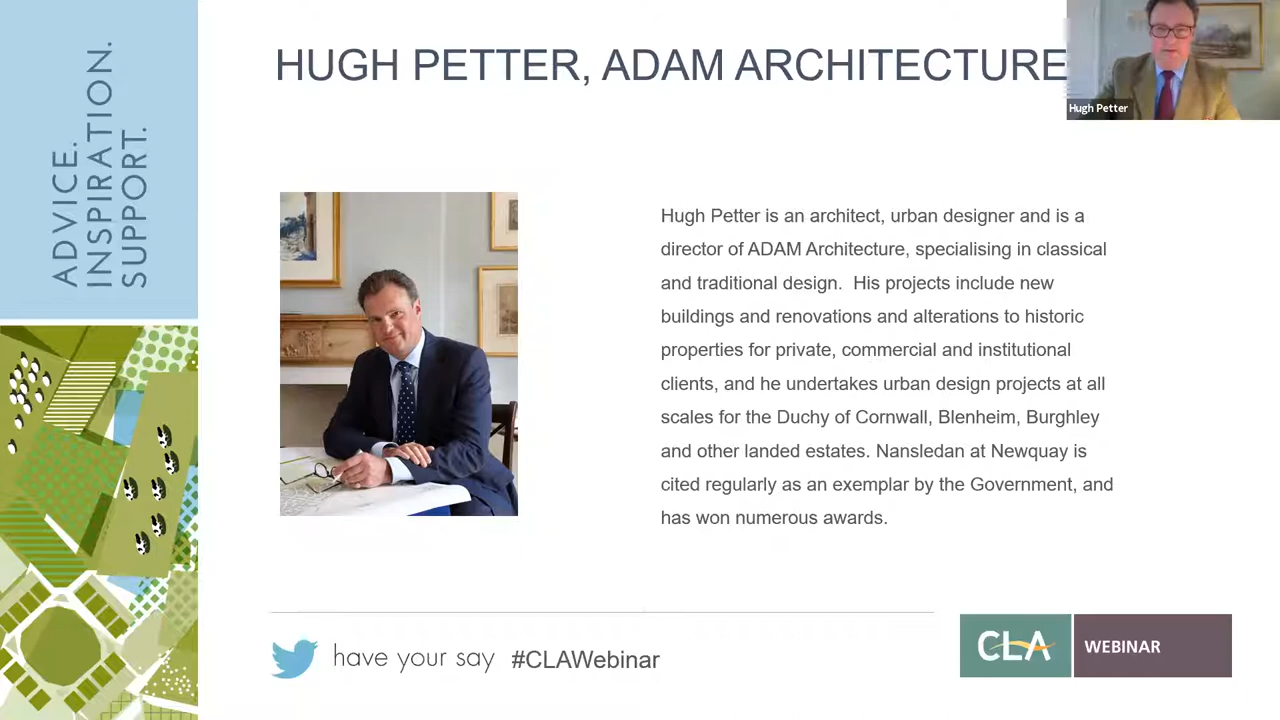 ADVICE.
INSPIRATION.
SUPPORT.
HUGH PETTER, ADAM ARCHITECTURE
Hugh Petter
Hugh Petter is an architect, urban designer and is a
director of ADAM Architecture, specialising in classical
and traditional design.  His projects include new
buildings and renovations and alterations to historic
properties for private, commercial and institutional
clients, and he undertakes urban design projects at all
scales for the Duchy of Cornwall, Blenheim, Burghley
and other landed estates. Nansledan at Newquay is
cited regularly as an exemplar by the Government, and
has won numerous awards.
have your say #CLAWebinar
CLA WEBINAR